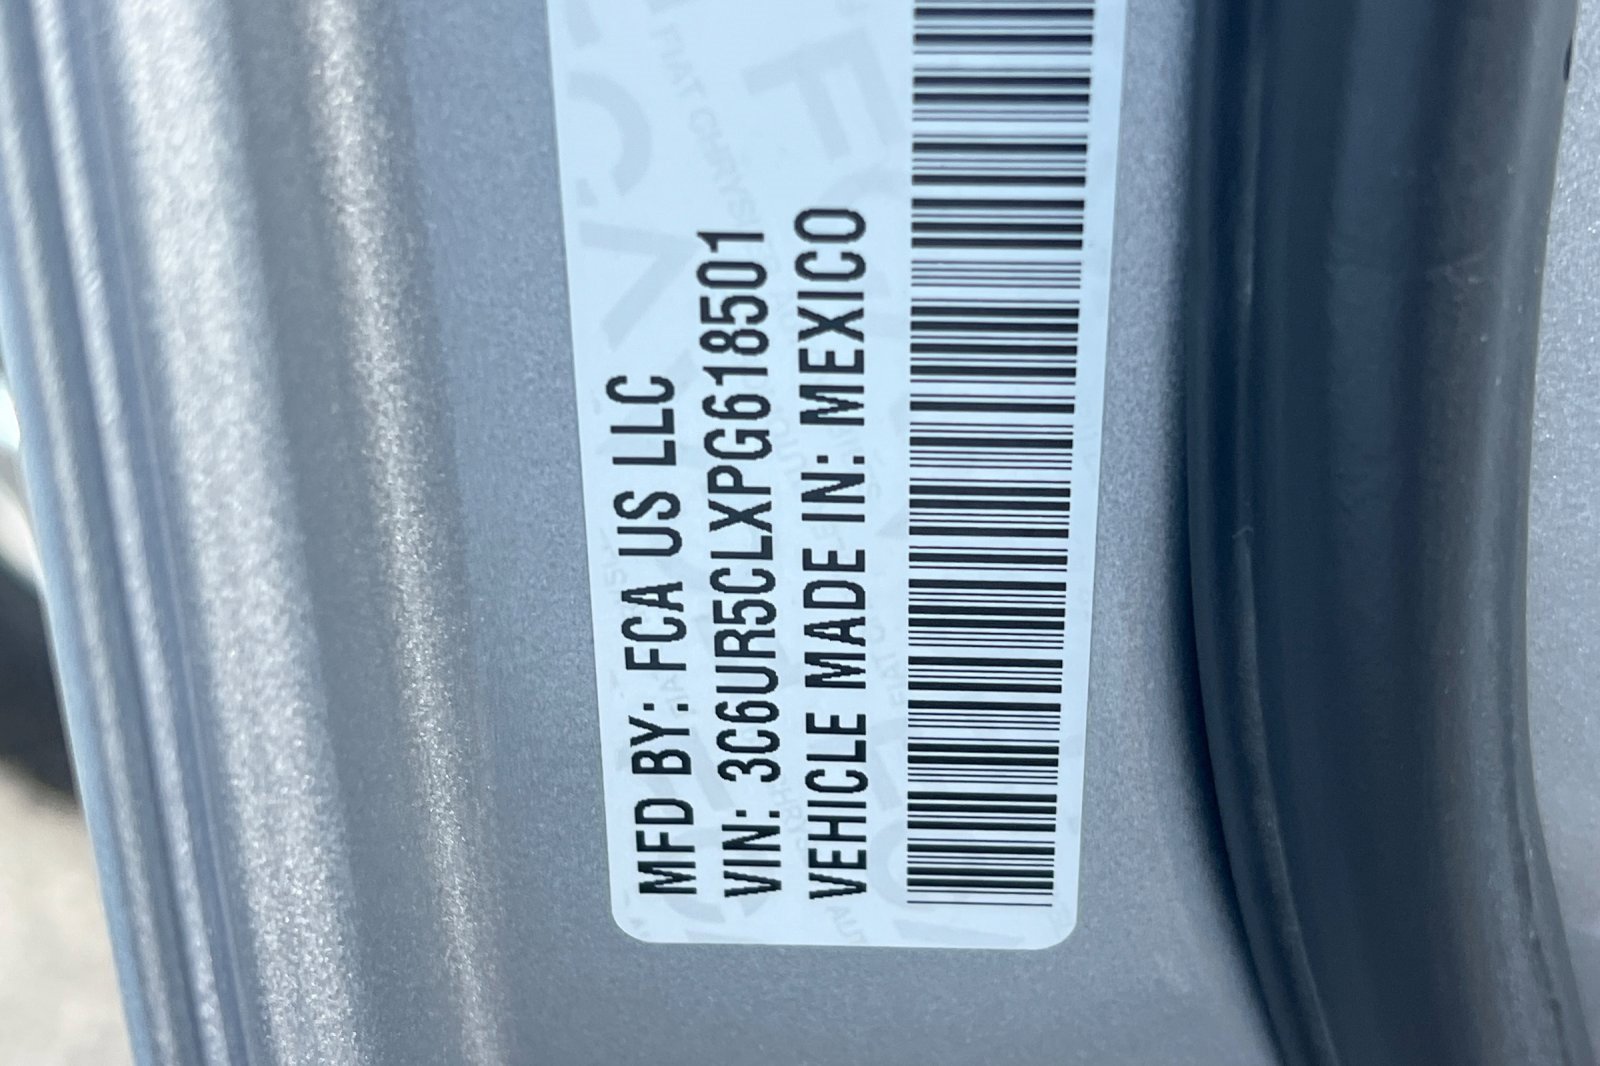 MFD BY: FCA US LLC
VIN: 3C6UR5CLXPG618501
VEHICLE MADE IN: MEXICO